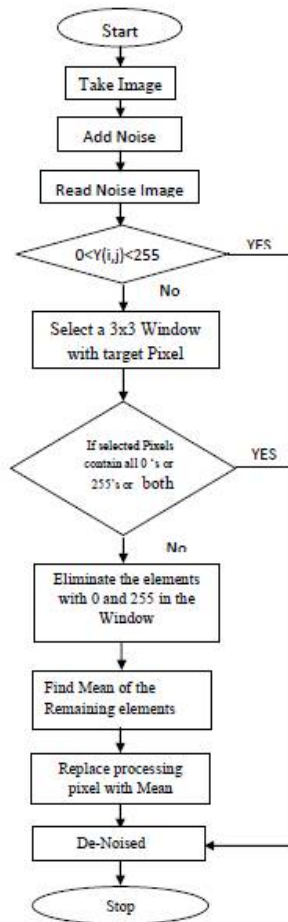 Start
Take Image
Add Noise
Read Noise Image
0<Y(i,j)<255
YES
No
Select a 3x3 Window
with target Pixel
If selected Pixels
contain all 0 's or
255's or both
YES
No
Eliminate the elements
with 0 and 255 in the
Window
Find Mean of the
Remaining elements
Replace processing
pixel with Mean
De-Noised
Stop